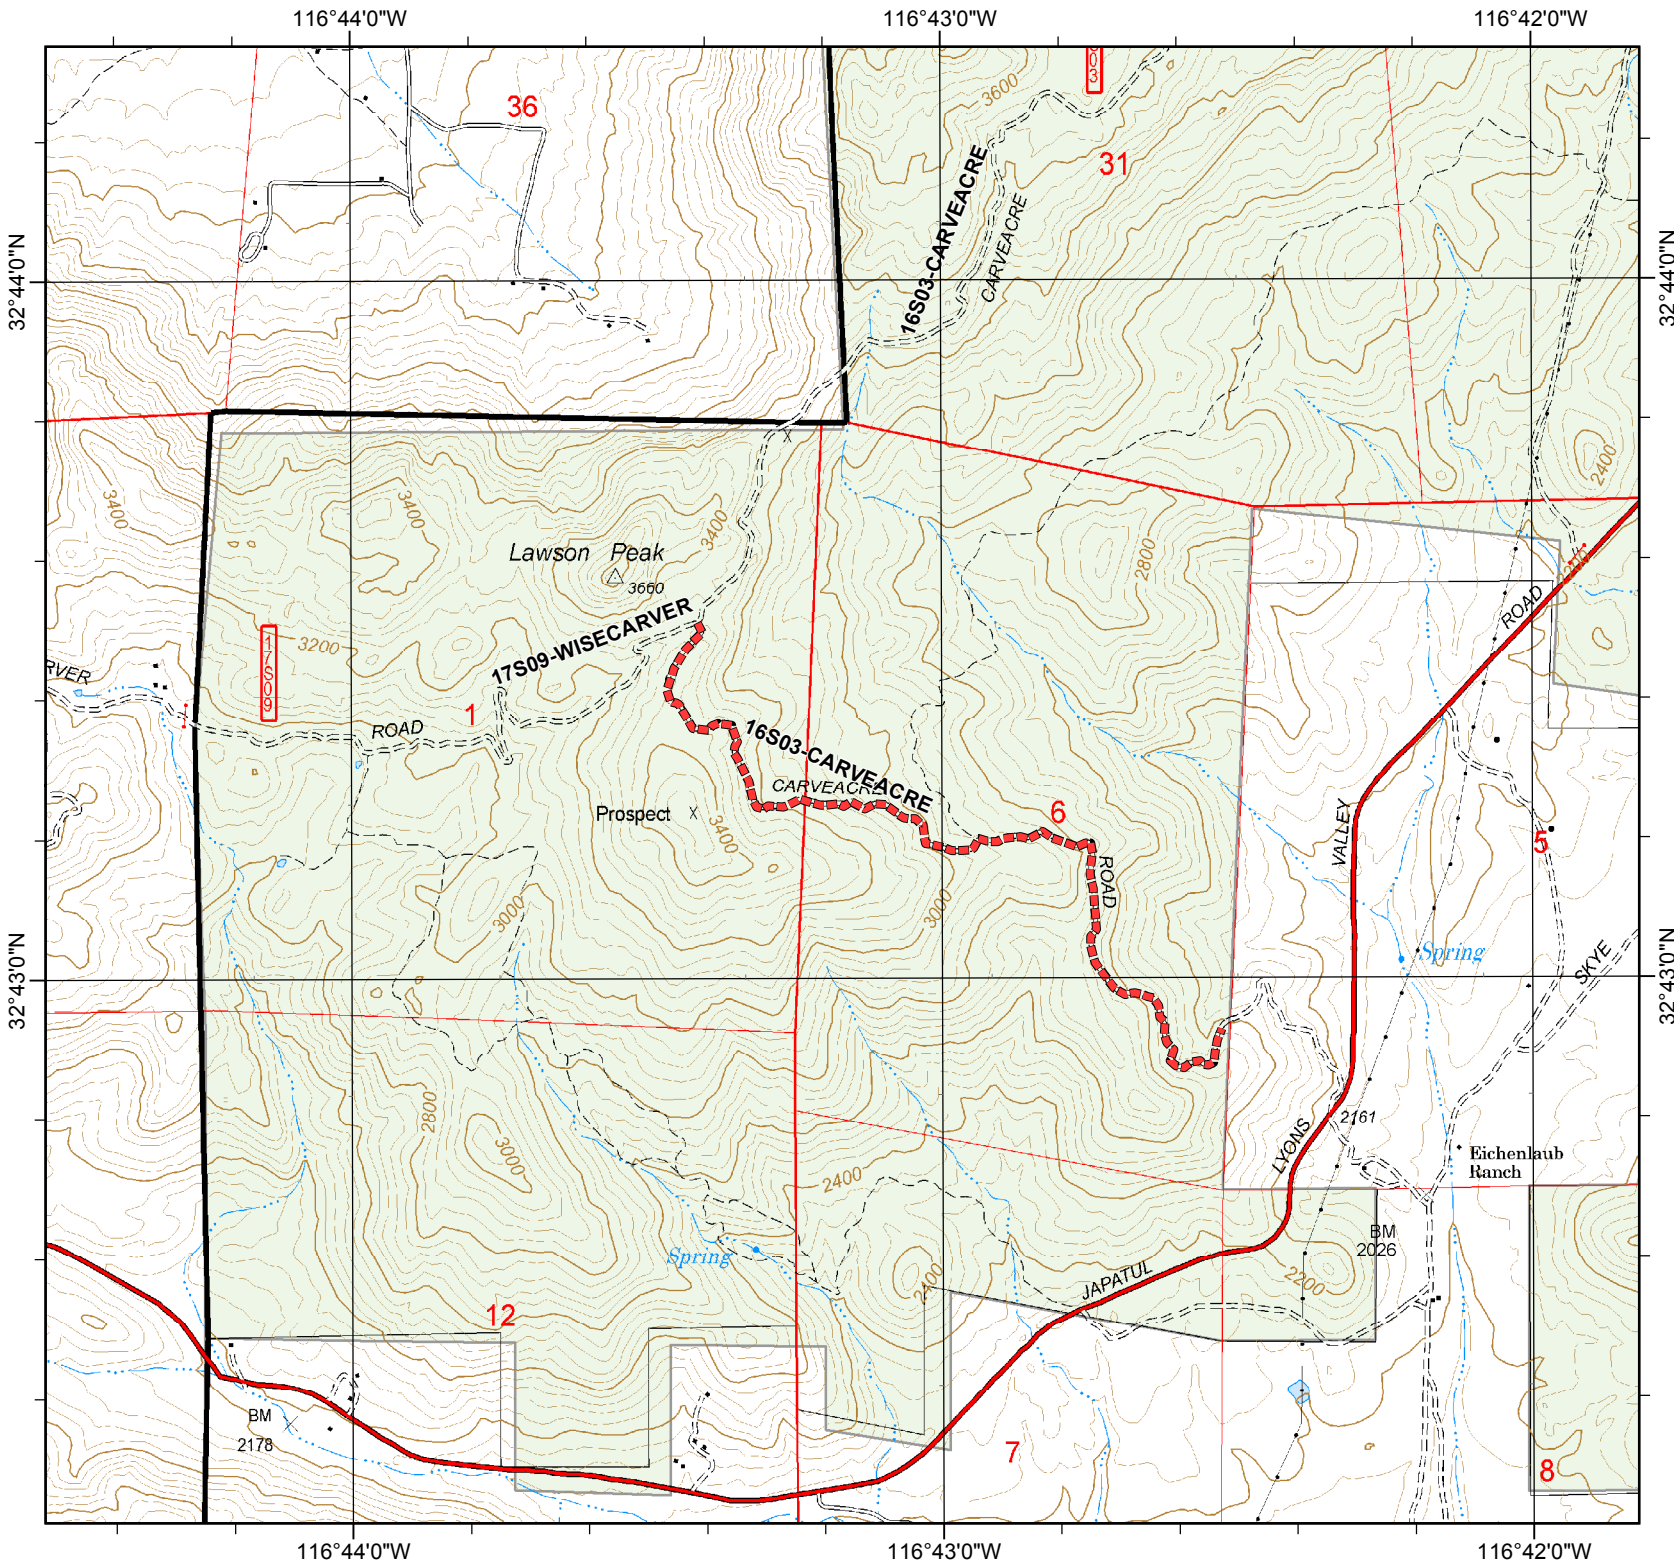 116°44'0"W
116°43'0"W
116°42'0"W
03
36
3600
31
16S03-CARVEACRE
CARVEACRE
32°44'0"N
32°44'0"N
3400
3400
3400
2400
Lawson Peak
3660
2800
3200
ROAD
17S09-WISECARVER
3200
RVER
17S09
1
ROAD
16S03-CARVEACRE
CARVEACRE
Prospect
X
3400
6
VALLEY
5
ROAD
3000
3000
Spring
SKYE
32°43'0"N
32°43'0"N
2800
3000
2161
LYONS
Eichenlaub
Ranch
2400
Spring
BM
2026
2400
JAPATUL
2200
12
BM
2178
7
8
116°44'0"W
116°43'0"W
116°42'0"W